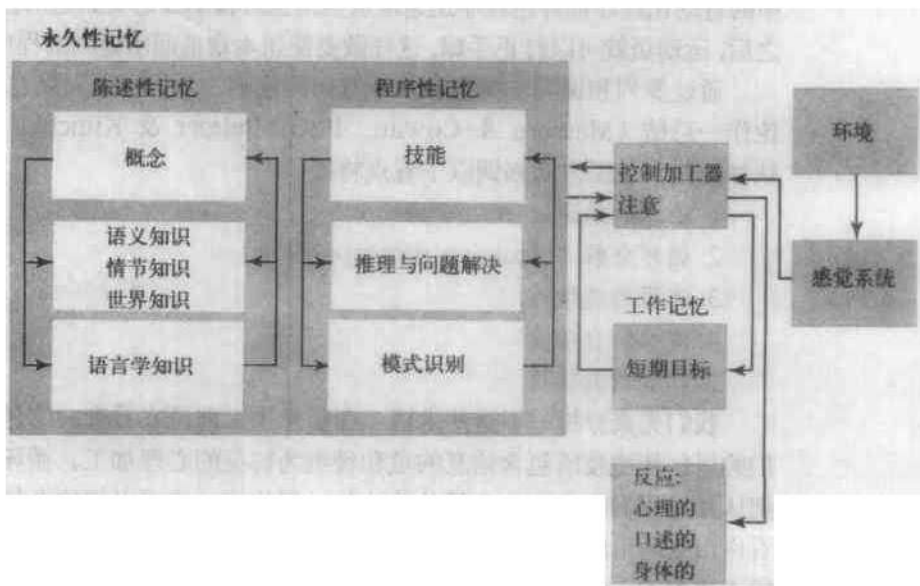 永久性记忆
陈述性记忆
概念
语义知识
情节知识
世界知识
语言学知识
程序性记忆
技能
推理与问题解决
模式识别
控制加工器
注意
工作记忆
短期目标
反应:
心理的
口述的
身体的
环境
感觉系统